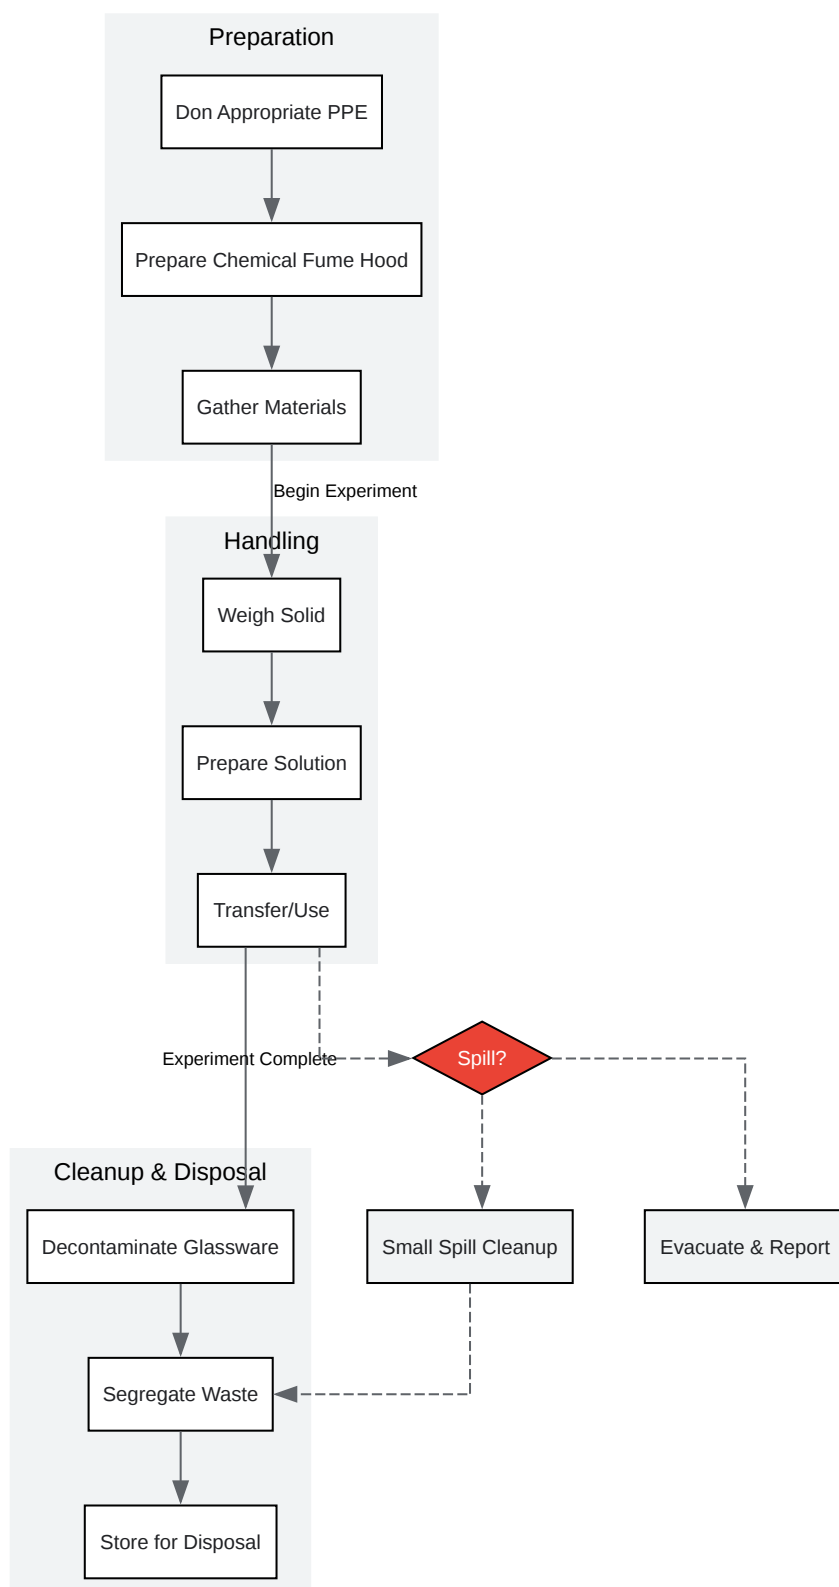 Preparation
Don Appropriate PPE
Prepare Chemical Fume Hood
Gather Materials
Begin Experiment
Handling
Weigh Solid
Prepare Solution
Transfer/Use
Experiment Complete
Spill?
Cleanup & Disposal
Decontaminate Glassware
Small Spill Cleanup
Evacuate & Report
Segregate Waste
Store for Disposal